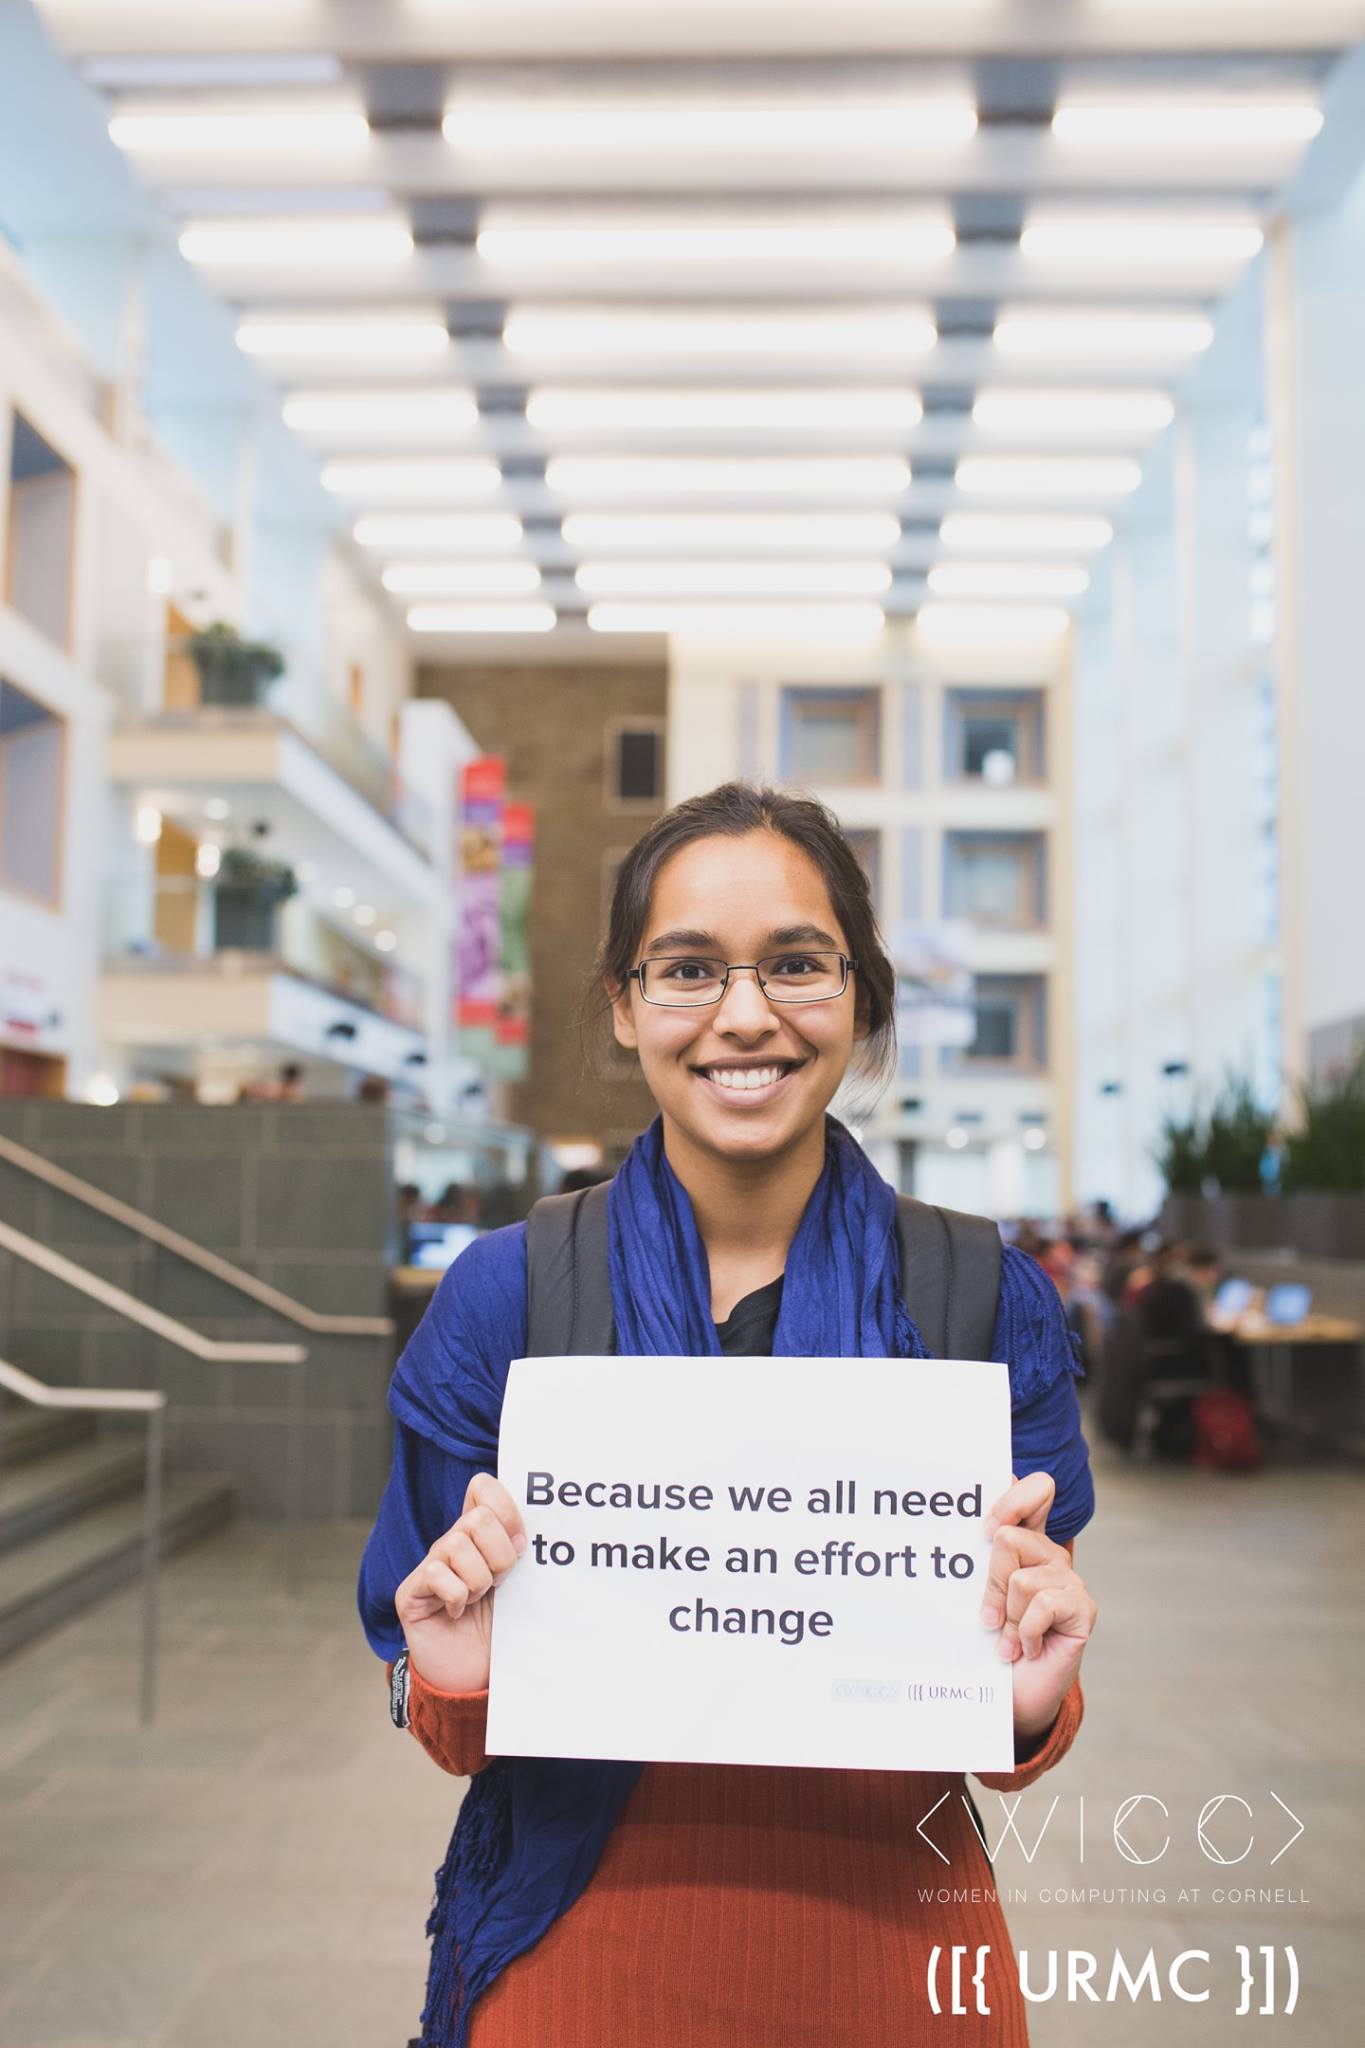 Because we all need
to make an effort to
change
<WICC> ([{ URMC }])
<WICC>
WOMEN IN COMPUTING AT CORNELL
([{ URMC }])